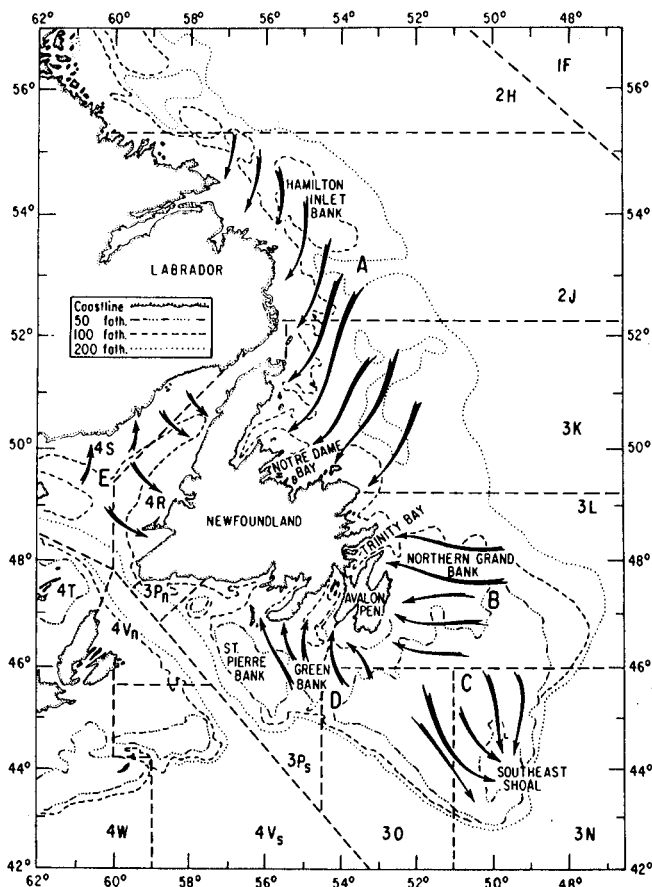 62° 60° 58° 56° 54° 52° 50° 48°
1F
2H
56°
56°
HAMILTON
INLET
BANK
54°
54°
LABRADOR
A
2J
Coastline
50 fath.
100 fath.
200 fath.
52°
52°
3K
50°
50°
4S
NOTRE DAME
BAY
E
4R
3L
NEWFOUNDLAND
TRINITY BAY
NORTHERN GRAND
BANK
48°
48°
4T
3Pn
AVALON
PEN.
B
4Vn
ST.
PIERRE
BANK
GREEN
BANK
46°
46°
C
D
3Ps
SOUTHEAST
SHOAL
44°
44°
4W
4Vs
3O
3N
42°
42°
62° 60° 58° 56° 54° 52° 50° 48°